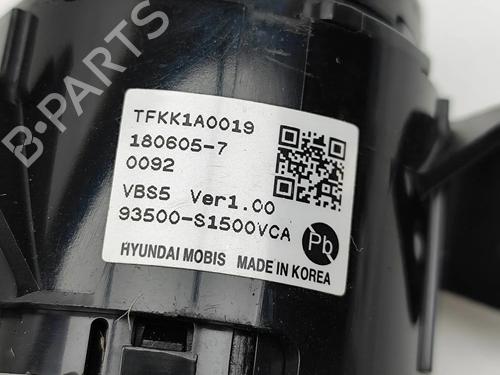 B-PARTS
TFKK1A0019
180605-7
0092
VBS5 Ver1.00
93500-S1500VCA
Pb
HYUNDAI MOBIS MADE IN KOREA